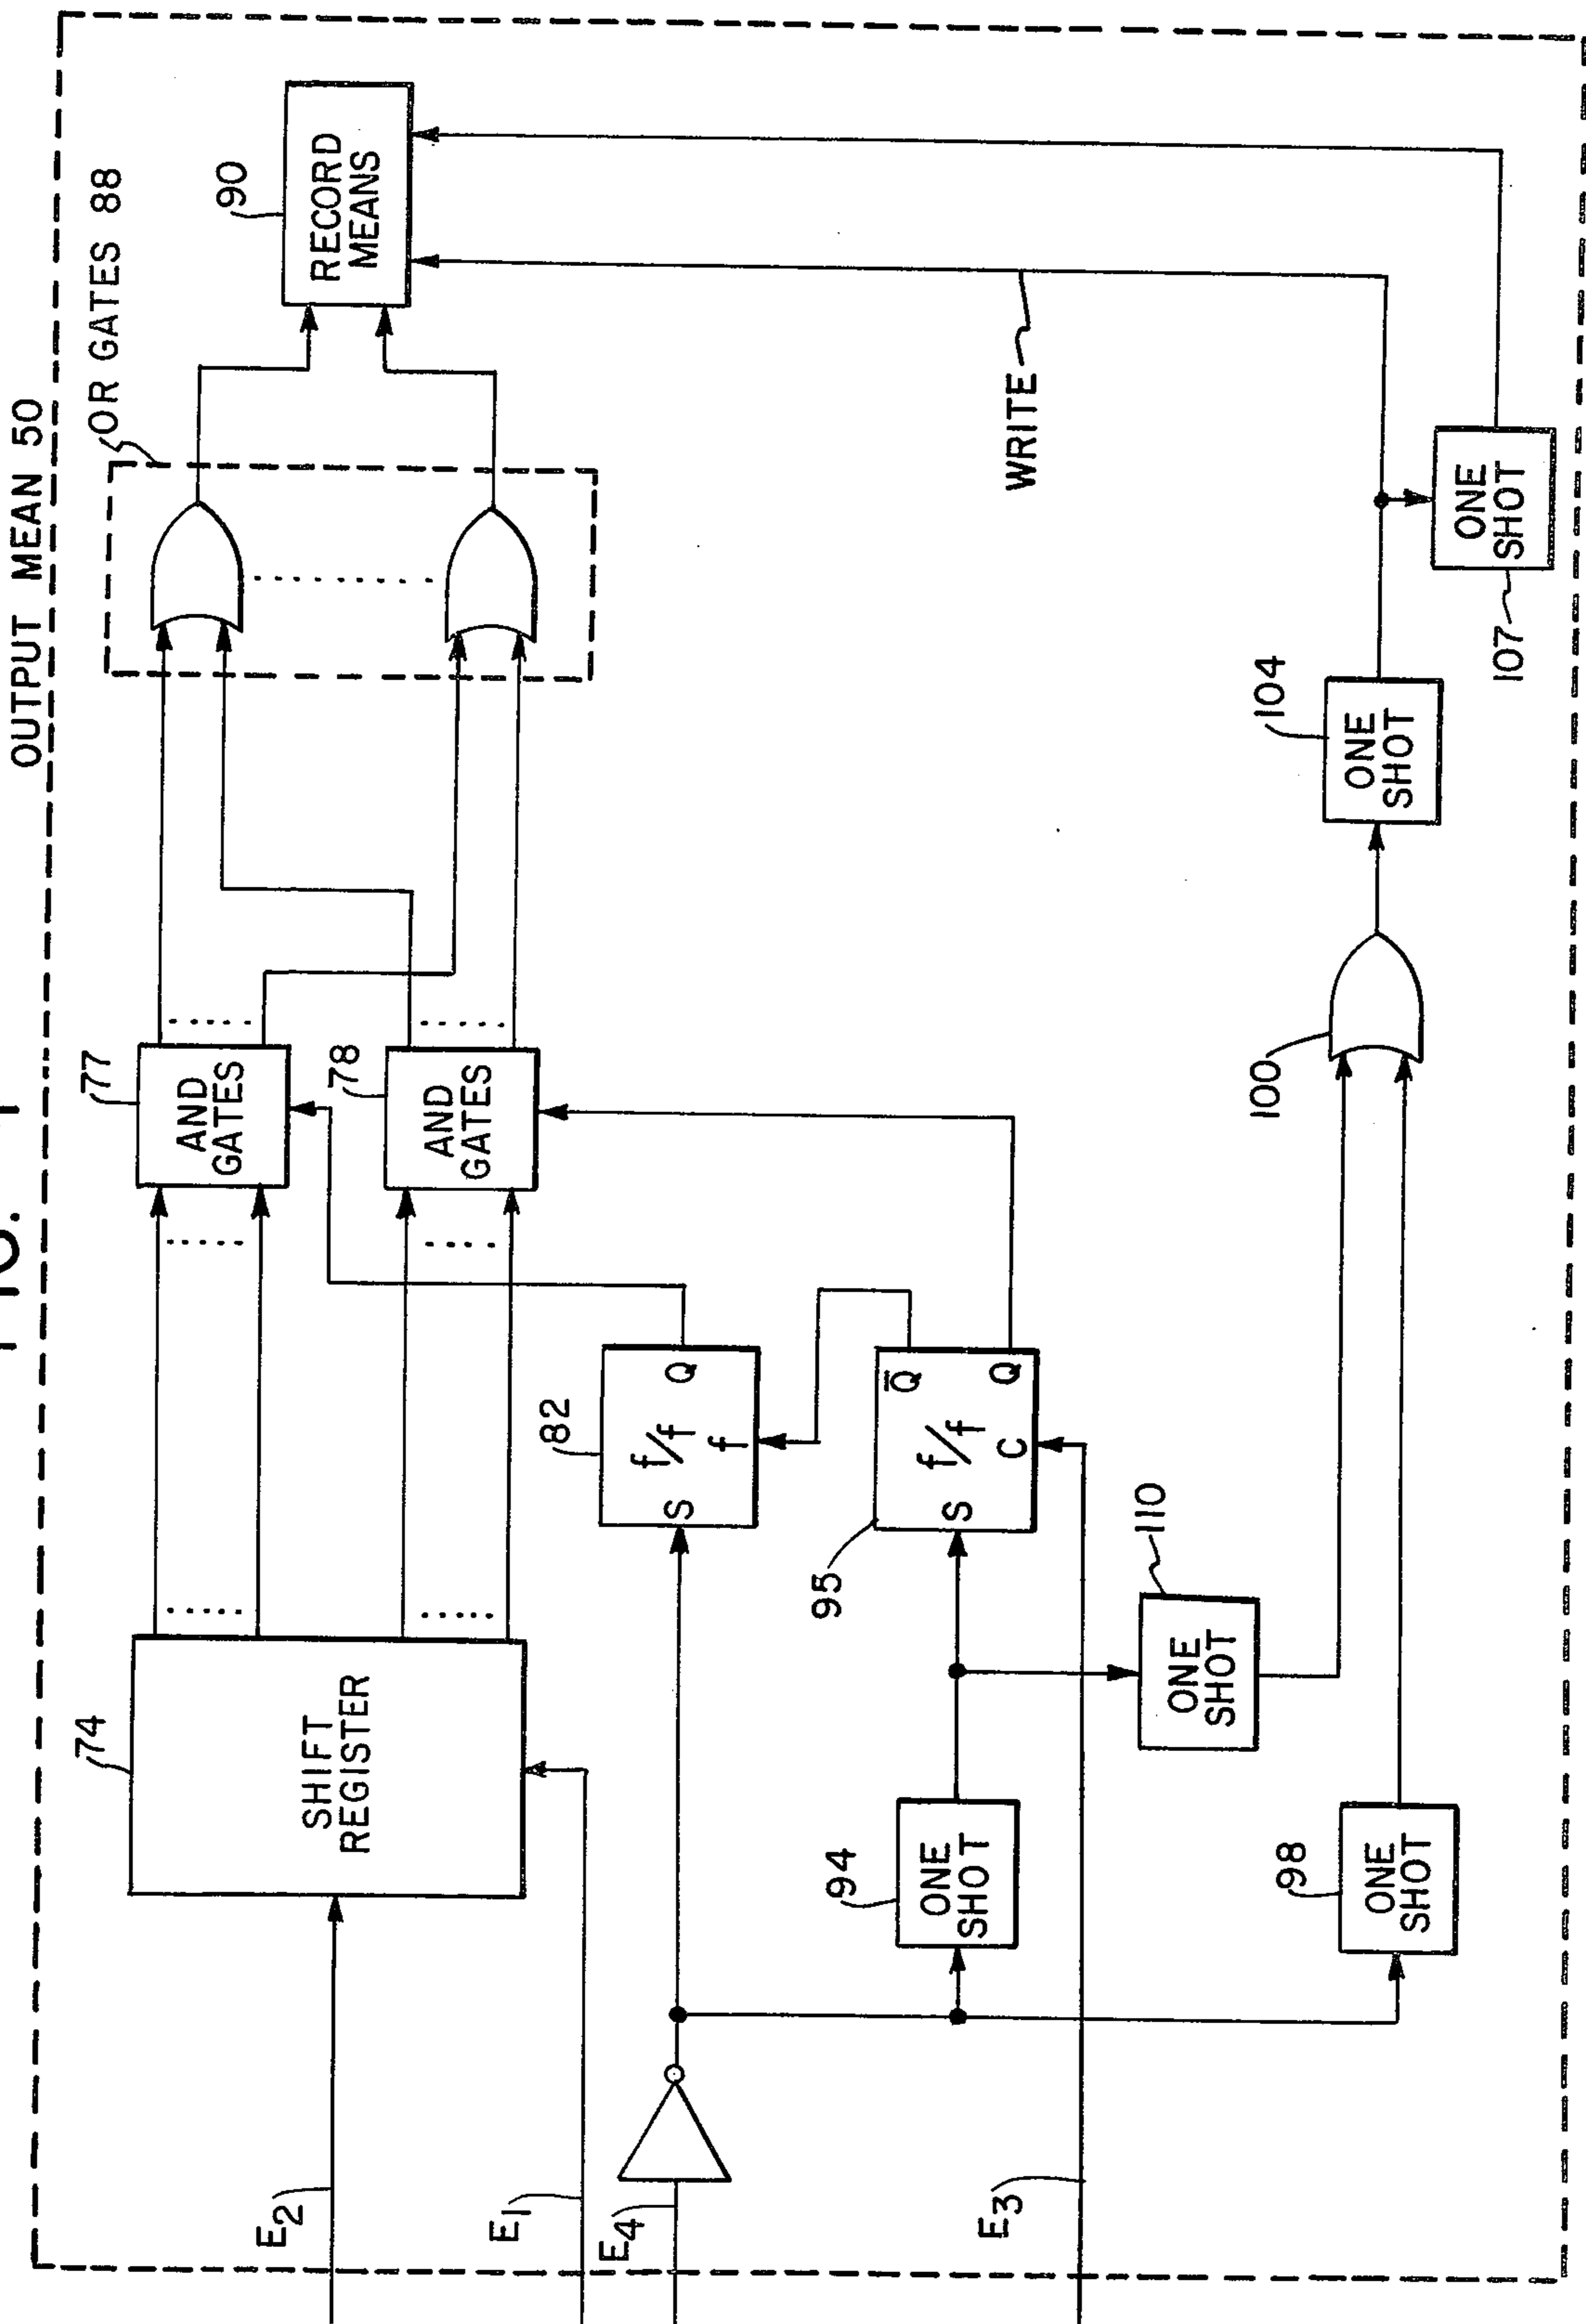 OUTPUT MEAN 50
OR GATES 88
90
RECORD
MEANS
77
AND
GATES
78
AND
GATES
74
SHIFT
REGISTER
82
S f/f Q
f
95
S f/f Q̅
C Q
94
ONE
SHOT
110
ONE
SHOT
98
ONE
SHOT
100
104
ONE
SHOT
107
ONE
SHOT
WRITE
E2
E1
E4
E3